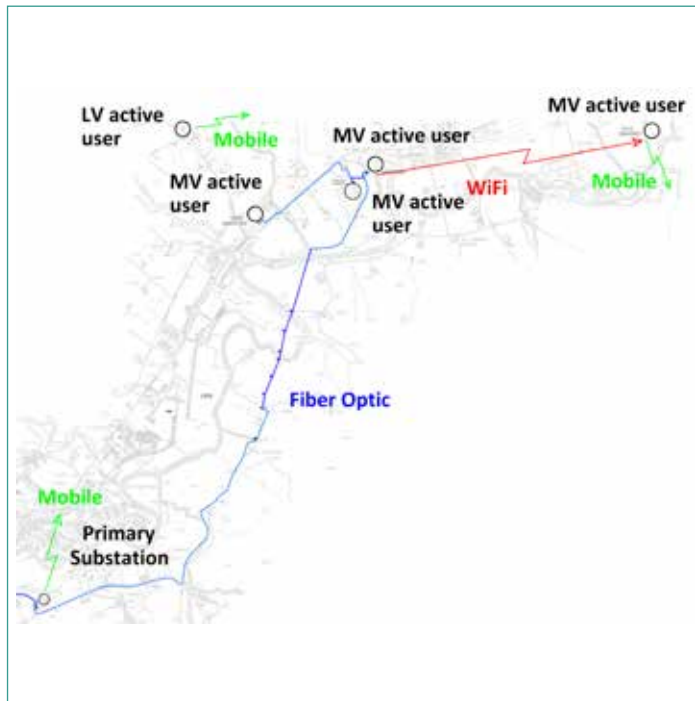 LV active
user
Mobile
MV active user
MV active user
MV active
user
WiFi
Mobile
MV active
user
Fiber Optic
Mobile
Primary
Substation